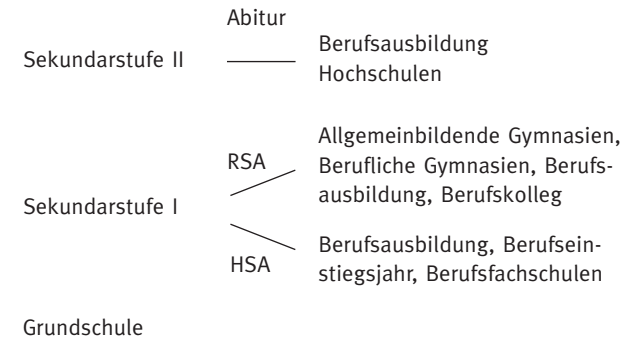 Abitur
Sekundarstufe II
Berufsausbildung
Hochschulen
Allgemeinbildende Gymnasien,
RSA
Berufliche Gymnasien, Berufs-
ausbildung, Berufskolleg
Sekundarstufe I
Berufsausbildung, Berufsein-
HSA
stiegsjahr, Berufsfachschulen
Grundschule